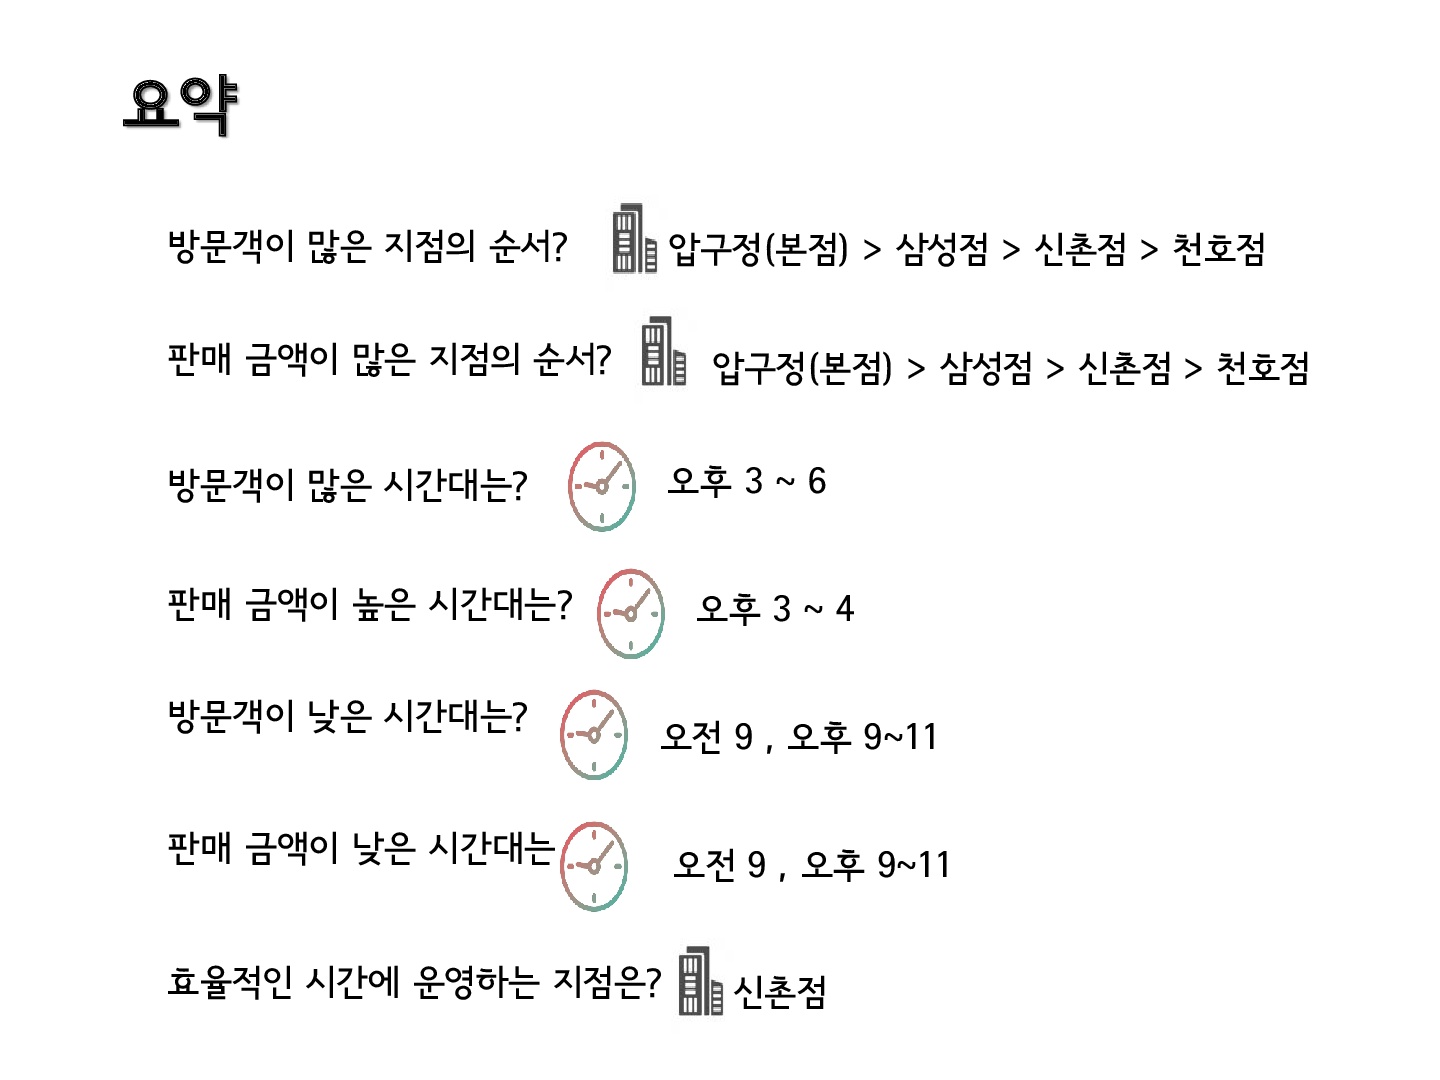 요약
방문객이 많은 지점의 순서? 압구정(본점) > 삼성점 > 신촌점 > 천호점
판매 금액이 많은 지점의 순서? 압구정(본점) > 삼성점 > 신촌점 > 천호점
방문객이 많은 시간대는? 오후 3 ~ 6
판매 금액이 높은 시간대는? 오후 3 ~ 4
방문객이 낮은 시간대는? 오전 9 , 오후 9~11
판매 금액이 낮은 시간대는 오전 9 , 오후 9~11
효율적인 시간에 운영하는 지점은? 신촌점